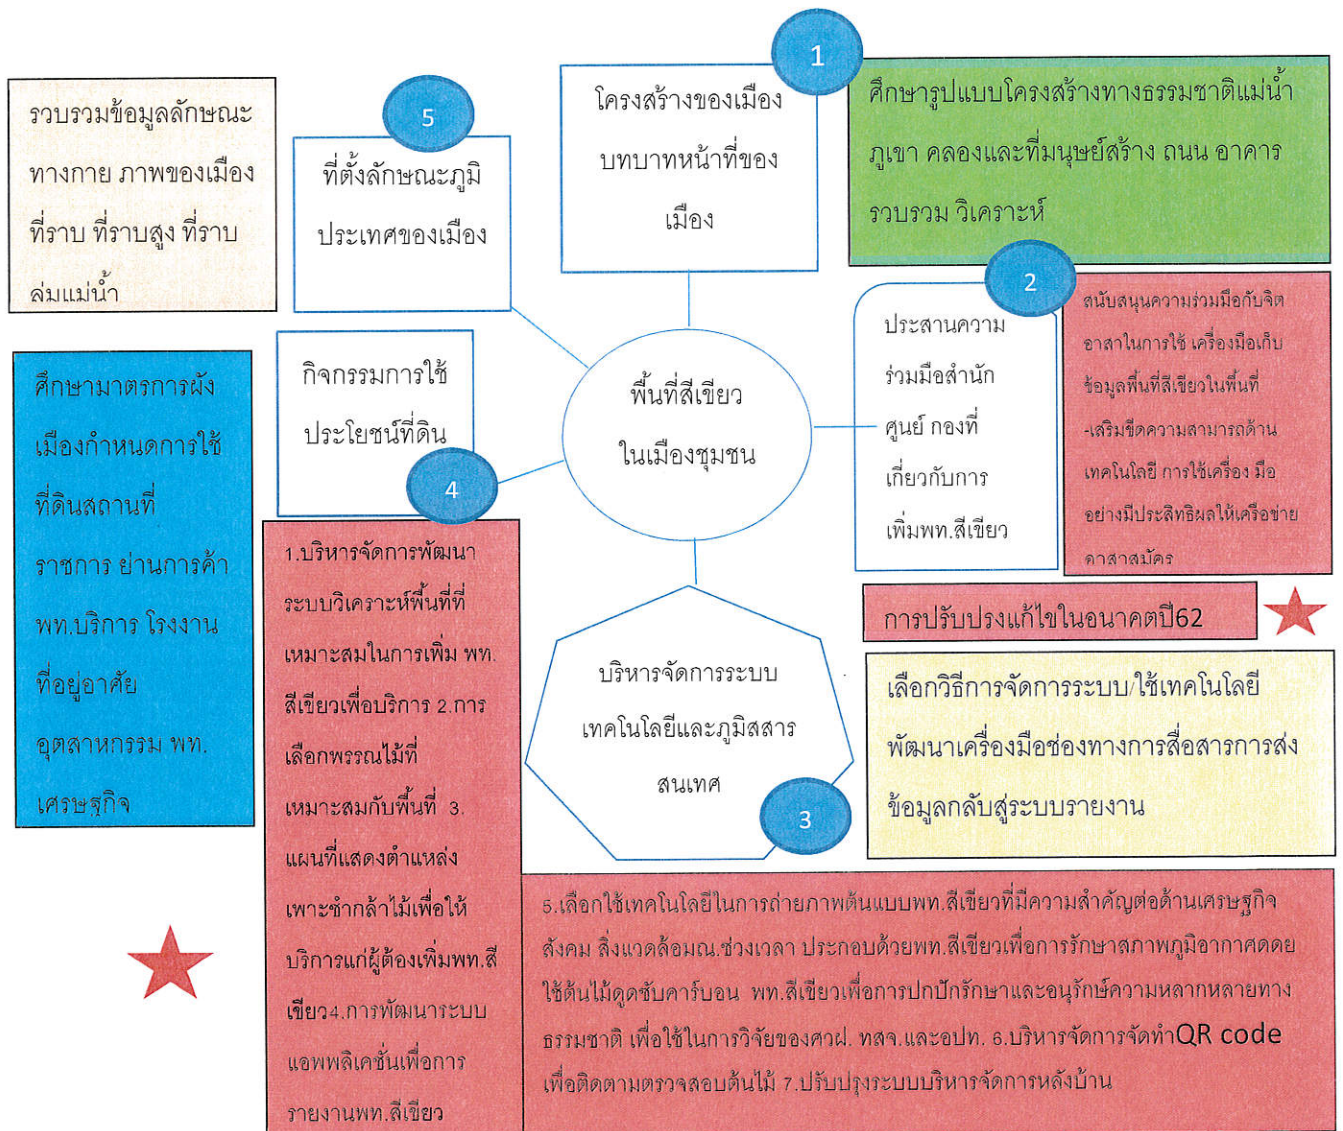 1
โครงสร้างของเมือง
บทบาทหน้าที่ของ
เมือง
ศึกษารูปแบบโครงสร้างทางธรรมชาติแม่น้ำ
ภูเขา คลองและที่มนุษย์สร้าง ถนน อาคาร
รวบรวม วิเคราะห์
5
ที่ตั้งลักษณะภูมิ
ประเทศของเมือง
รวบรวมข้อมูลลักษณะ
ทางกาย ภาพของเมือง
ที่ราบ ที่ราบสูง ที่ราบ
ลุ่มแม่น้ำ
2
ประสานความ
ร่วมมือสำนัก
ศูนย์ กองที่
เกี่ยวกับการ
เพิ่มพท.สีเขียว
สนับสนุนความร่วมมือกับจิต
อาสาในการใช้ เครื่องมือเก็บ
ข้อมูลพื้นที่สีเขียวในพื้นที่
-เสริมขีดความสามารถด้าน
เทคโนโลยี การใช้เครื่อง มือ
อย่างมีประสิทธิผลให้เครือข่าย
อาสาสมัคร
พื้นที่สีเขียว
ในเมืองชุมชน
กิจกรรมการใช้
ประโยชน์ที่ดิน
4
ศึกษามาตรการผัง
เมืองกำหนดการใช้
ที่ดินสถานที่
ราชการ ย่านการค้า
พท.บริการ โรงงาน
ที่อยู่อาศัย
อุตสาหกรรม พท.
เศรษฐกิจ
การปรับปรุงแก้ไขในอนาคตปี62
บริหารจัดการระบบ
เทคโนโลยีและภูมิสสาร
สนเทศ
3
เลือกวิธีการจัดการระบบ/ใช้เทคโนโลยี
พัฒนาเครื่องมือช่องทางการสื่อสารการส่ง
ข้อมูลกลับสู่ระบบรายงาน
1.บริหารจัดการพัฒนา
ระบบวิเคราะห์พื้นที่ที่
เหมาะสมในการเพิ่ม พท.
สีเขียวเพื่อบริการ 2.การ
เลือกพรรณไม้ที่
เหมาะสมกับพื้นที่ 3.
แผนที่แสดงตำแหน่ง
เพาะชำกล้าไม้เพื่อให้
บริการแก่ผู้ต้องเพิ่มพท.สี
เขียว4.การพัฒนาระบบ
แอพพลิเคชั่นเพื่อการ
รายงานพท.สีเขียว
5.เลือกใช้เทคโนโลยีในการถ่ายภาพต้นแบบพท.สีเขียวที่มีความสำคัญต่อด้านเศรษฐกิจ
สังคม สิ่งแวดล้อมณ.ช่วงเวลา ประกอบด้วยพท.สีเขียวเพื่อการรักษาสภาพภูมิอากาศดดย
ใช้ต้นไม้ดูดซับคาร์บอน พท.สีเขียวเพื่อการปกปักรักษาและอนุรักษ์ความหลากหลายทาง
ธรรมชาติ เพื่อใช้ในการวิจัยของศวฝ. ทสจ.และอปท. 6.บริหารจัดการจัดทำQR code
เพื่อติดตามตรวจสอบต้นไม้ 7.ปรับปรุงระบบบริหารจัดการหลังบ้าน